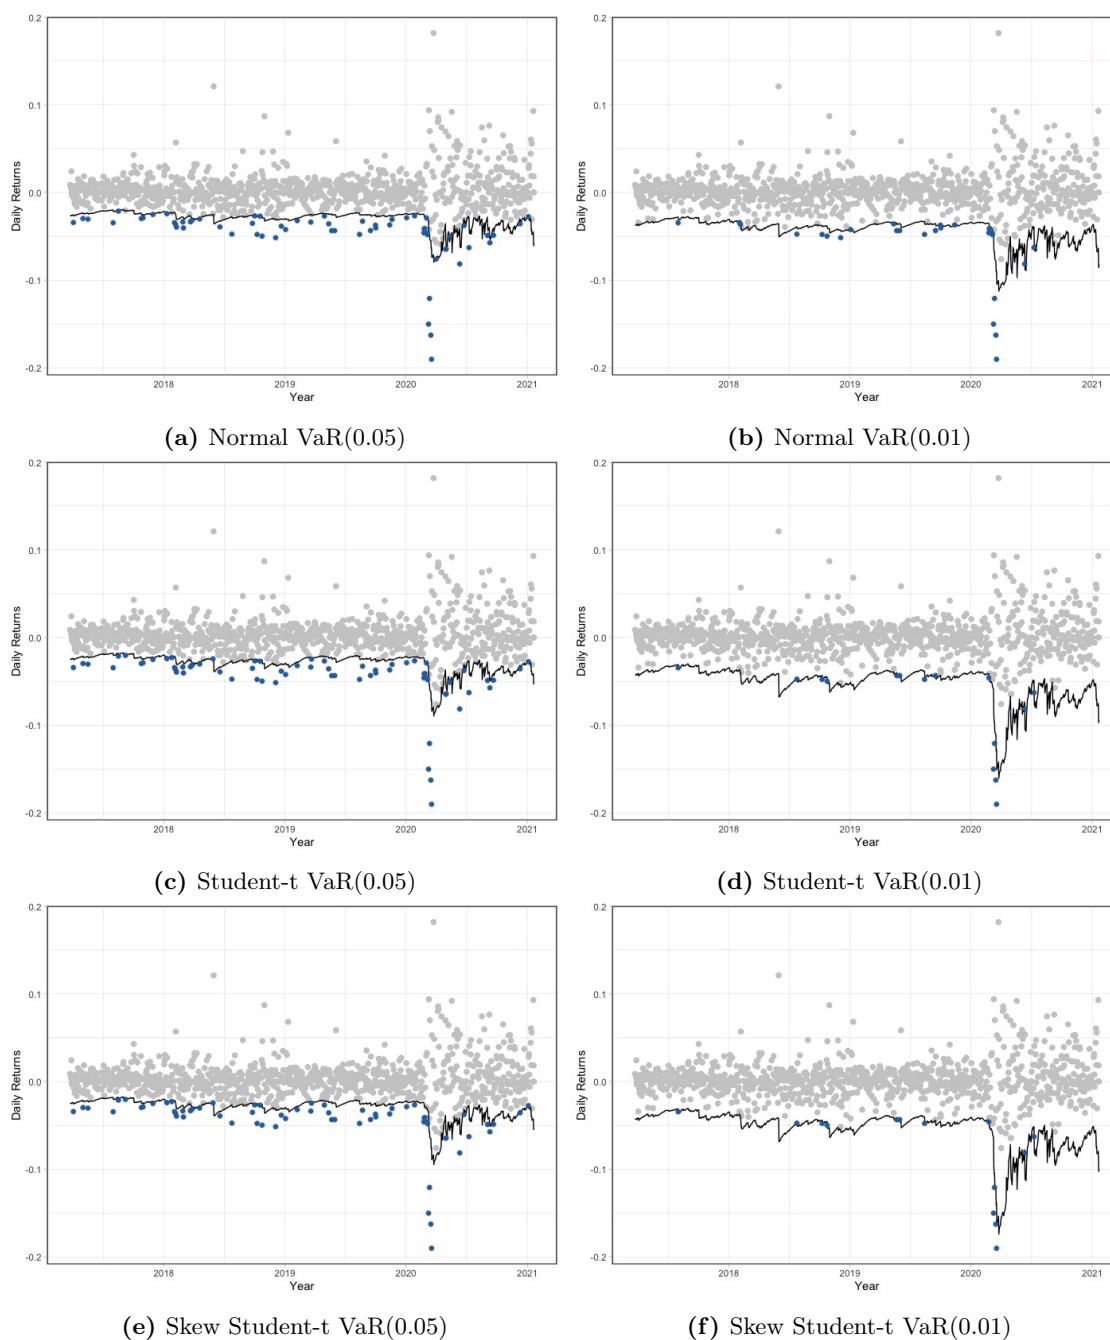 0.2
0.1
0.0
-0.1
-0.2
Daily Returns
2018 2019 2020 2021
Year
(a) Normal VaR(0.05)
0.2
0.1
0.0
-0.1
-0.2
Daily Returns
2018 2019 2020 2021
Year
(b) Normal VaR(0.01)
0.2
0.1
0.0
-0.1
-0.2
Daily Returns
2018 2019 2020 2021
Year
(c) Student-t VaR(0.05)
0.2
0.1
0.0
-0.1
-0.2
Daily Returns
2018 2019 2020 2021
Year
(d) Student-t VaR(0.01)
0.2
0.1
0.0
-0.1
-0.2
Daily Returns
2018 2019 2020 2021
Year
(e) Skew Student-t VaR(0.05)
0.2
0.1
0.0
-0.1
-0.2
Daily Returns
2018 2019 2020 2021
Year
(f) Skew Student-t VaR(0.01)